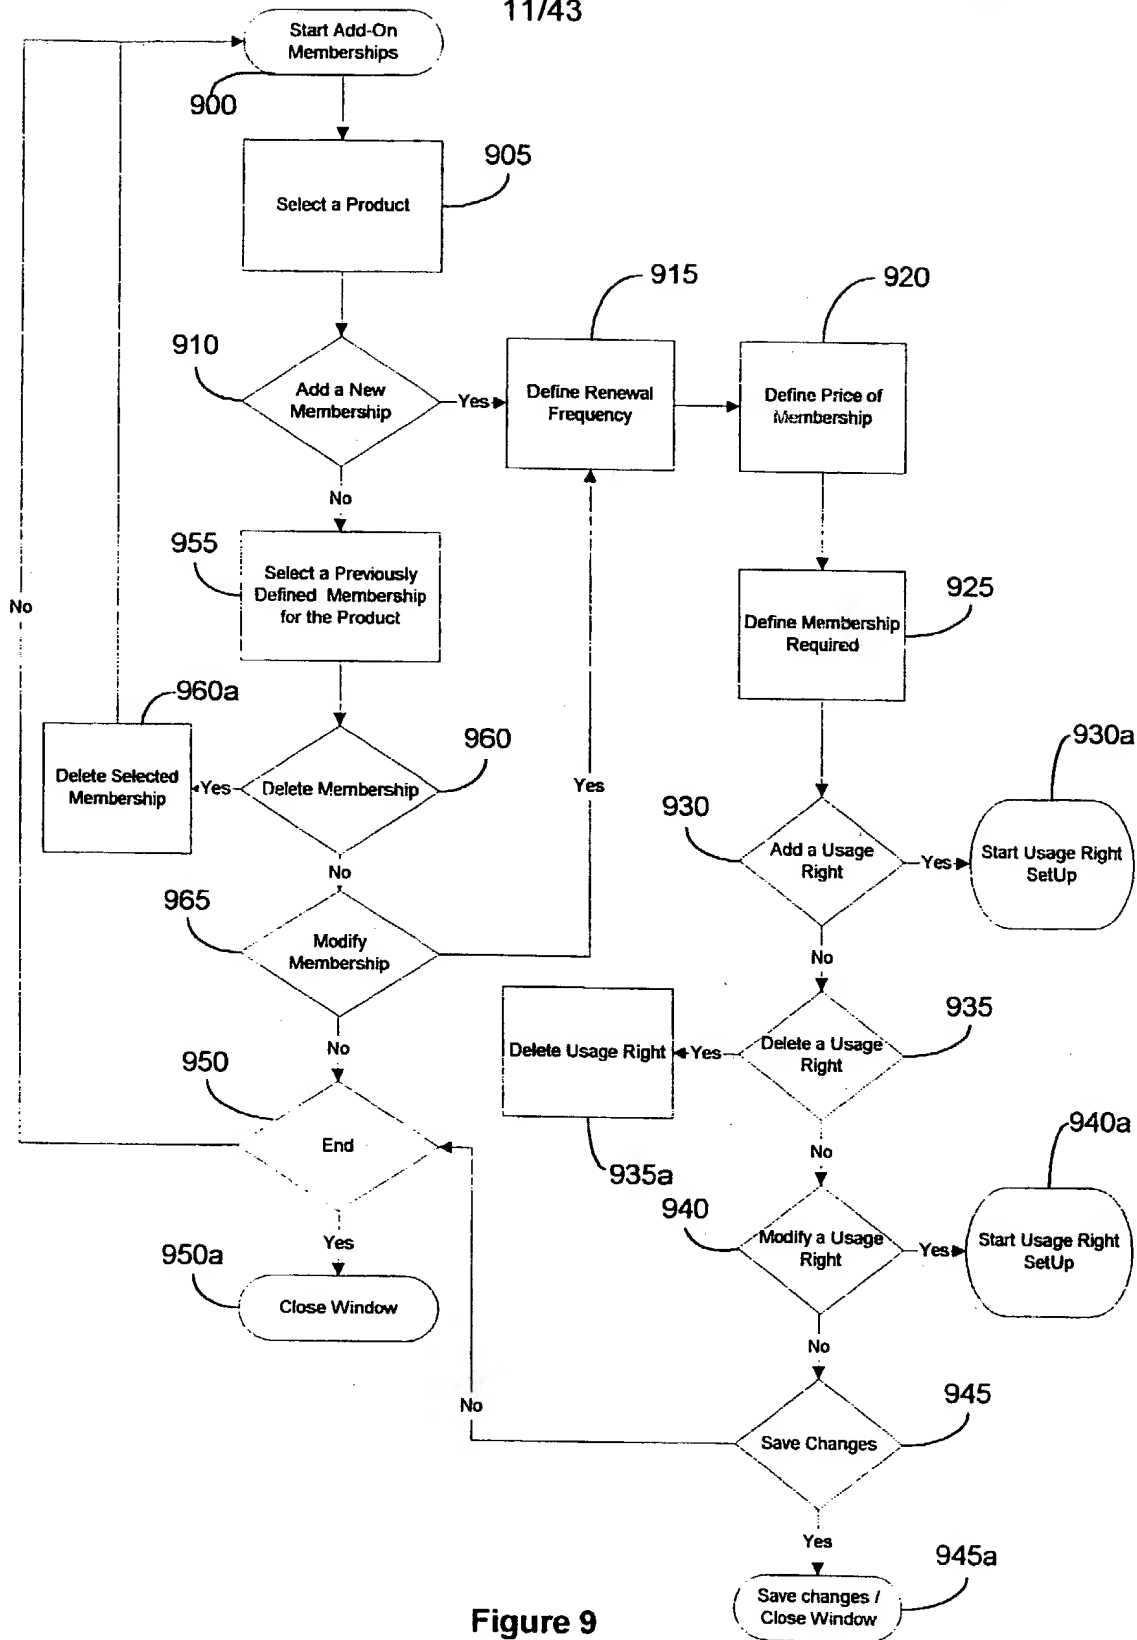 11/43
Start Add-On
Memberships
900
905
Select a Product
915
920
910
Add a New
Membership
Yes
Define Renewal
Frequency
Define Price of
Membership
No
955
Select a Previously
Defined Membership
for the Product
925
Define Membership
Required
No
960a
Delete Selected
Membership
Yes
Delete Membership
960
Yes
930a
930
Add a Usage
Right
Yes
Start Usage Right
SetUp
No
965
Modify
Membership
No
Delete Usage Right
Yes
Delete a Usage
Right
935
No
950
End
935a
No
940a
940
Modify a Usage
Right
Yes
Start Usage Right
SetUp
Yes
950a
Close Window
No
No
Save Changes
945
Yes
945a
Save changes /
Close Window
Figure 9